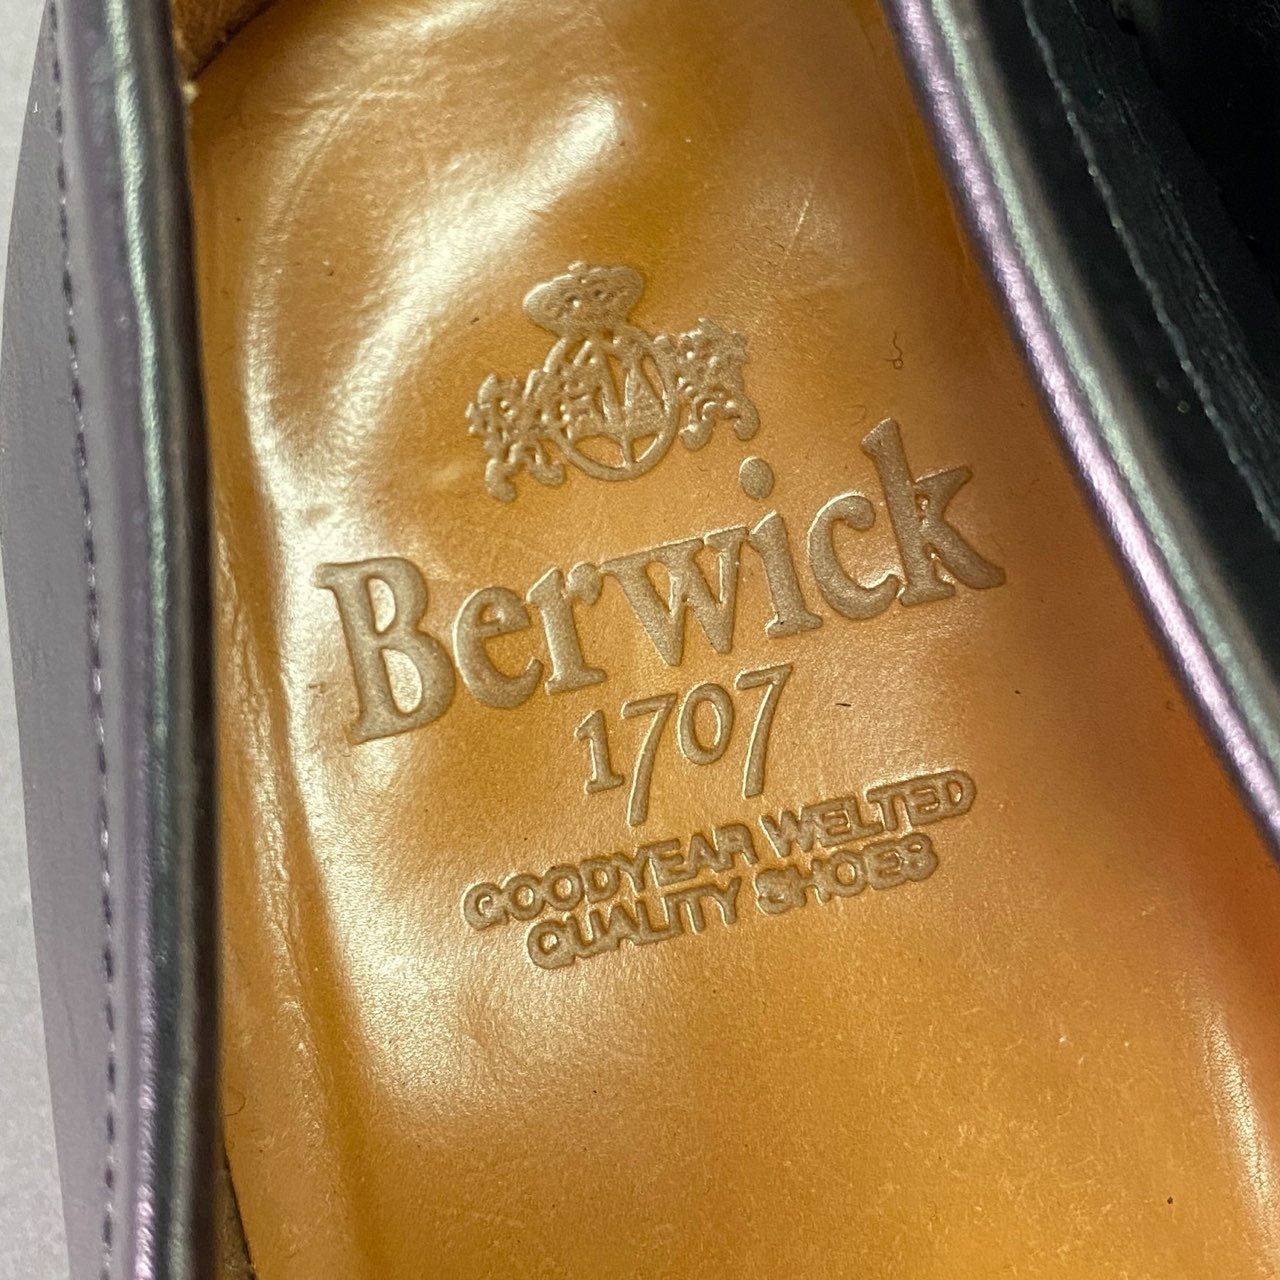 Berwick
1707
GOODYEAR WELTED
QUALITY SHOES